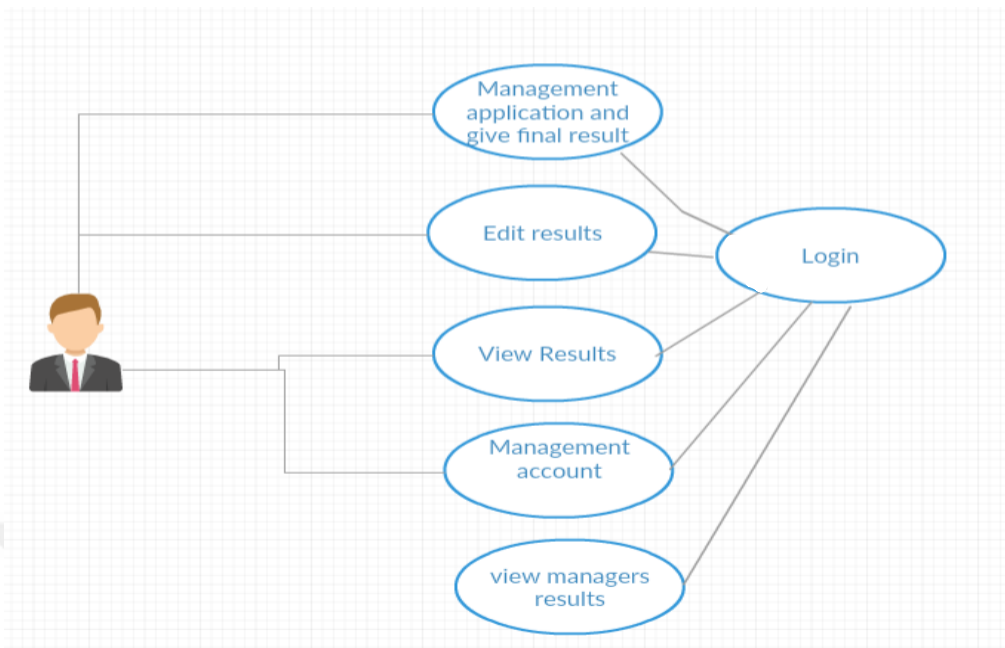 Management
application and
give final result
Edit results
Login
View Results
Management
account
view managers
results